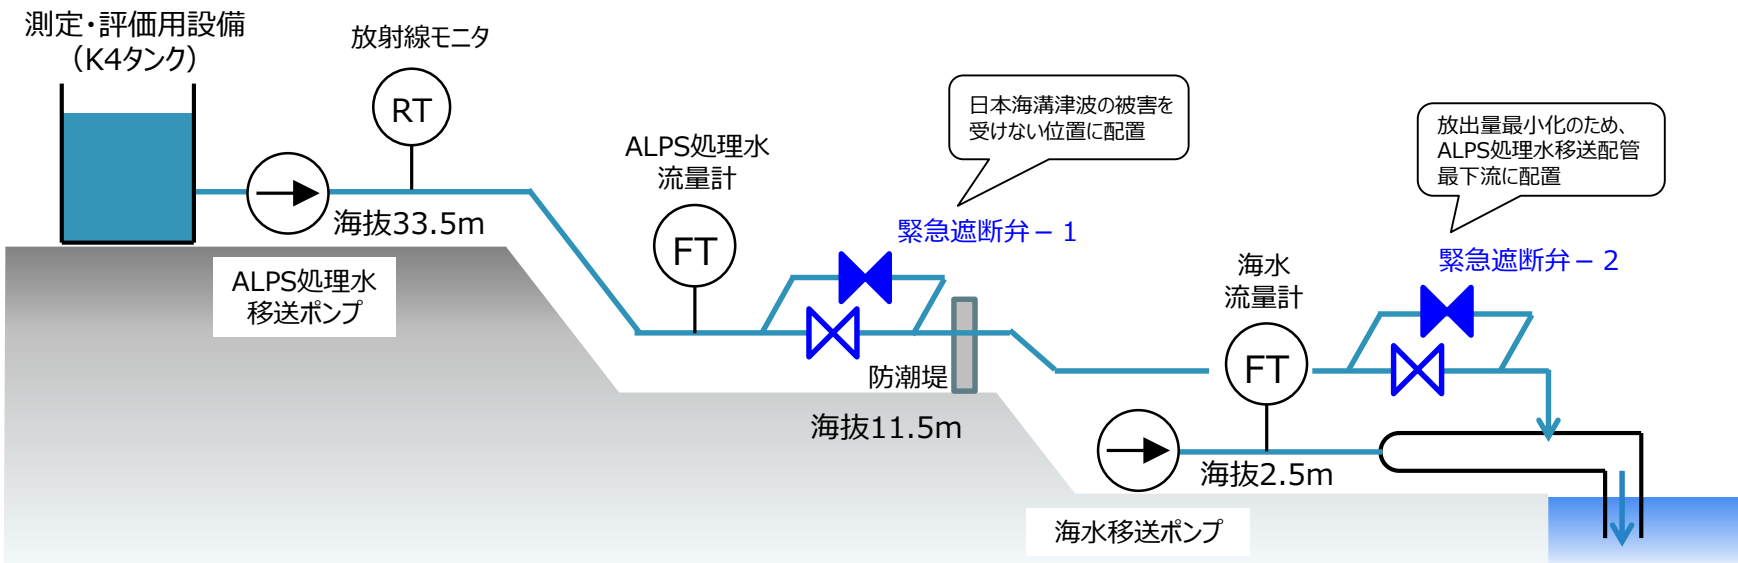 測定・評価用設備
（K4タンク）
放射線モニタ
RT
海抜33.5m
ALPS処理水
移送ポンプ
ALPS処理水
流量計
FT
日本海溝津波の被害を
受けない位置に配置
緊急遮断弁－1
防潮堤
海抜11.5m
放出量最小化のため、
ALPS処理水移送配管
最下流に配置
緊急遮断弁－2
海水
流量計
FT
海抜2.5m
海水移送ポンプ